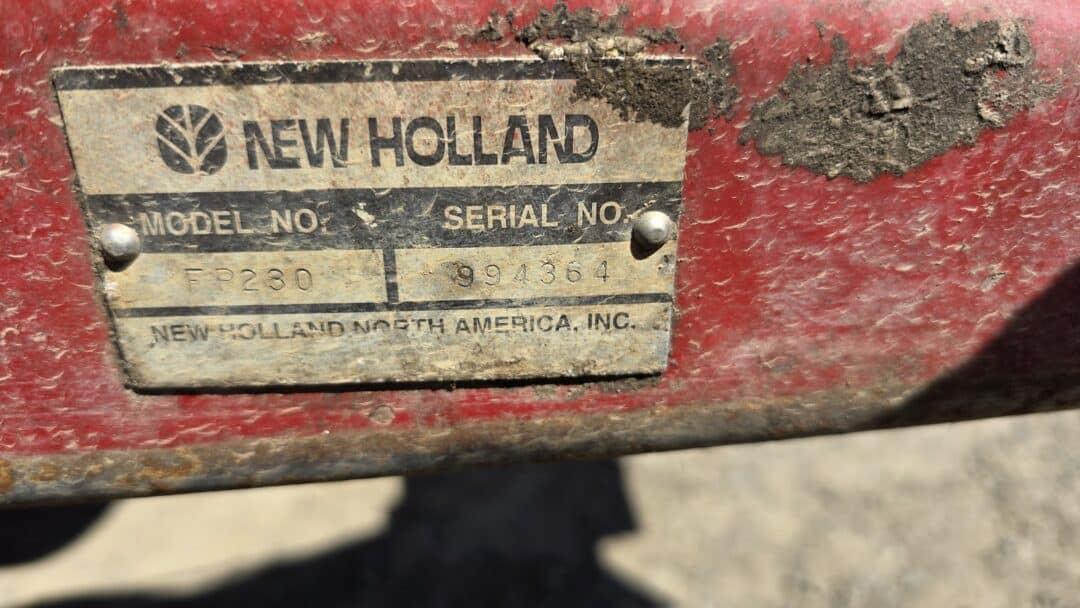 NEW HOLLAND
MODEL NO. SERIAL NO.
FP230 994364
NEW HOLLAND NORTH AMERICA, INC.